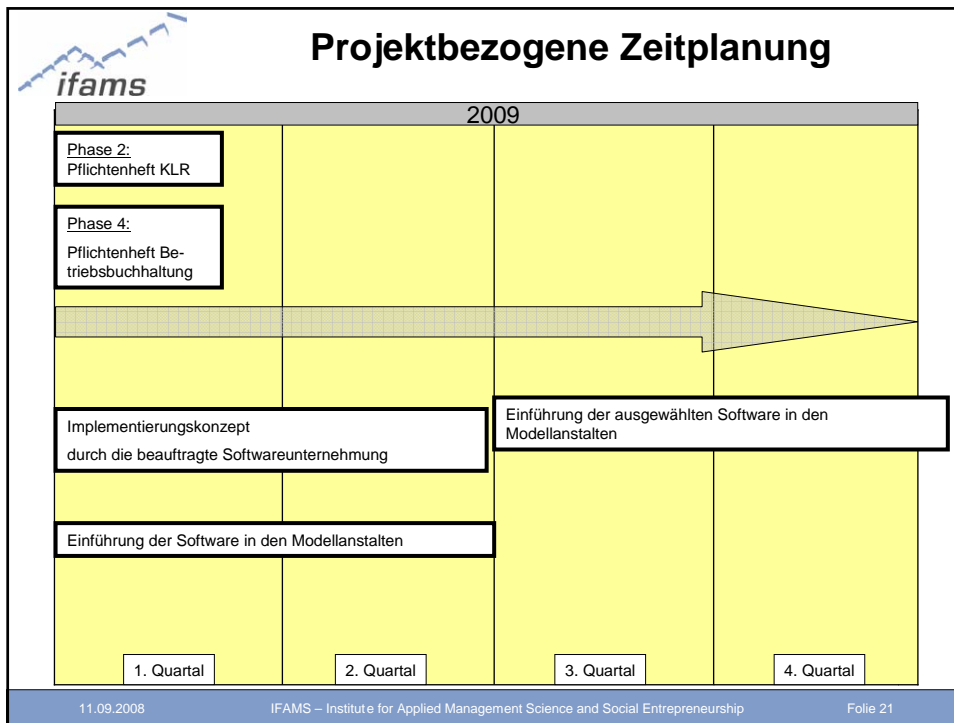 ifams
Projektbezogene Zeitplanung
2009
Phase 2:
Pflichtenheft KLR
Phase 4:
Pflichtenheft Be-
triebsbuchhaltung
Implementierungskonzept
durch die beauftragte Softwareunternehmung
Einführung der ausgewählten Software in den
Modellanstalten
Einführung der Software in den Modellanstalten
1. Quartal
2. Quartal
3. Quartal
4. Quartal
11.09.2008
IFAMS – Institute for Applied Management Science and Social Entrepreneurship
Folie 21